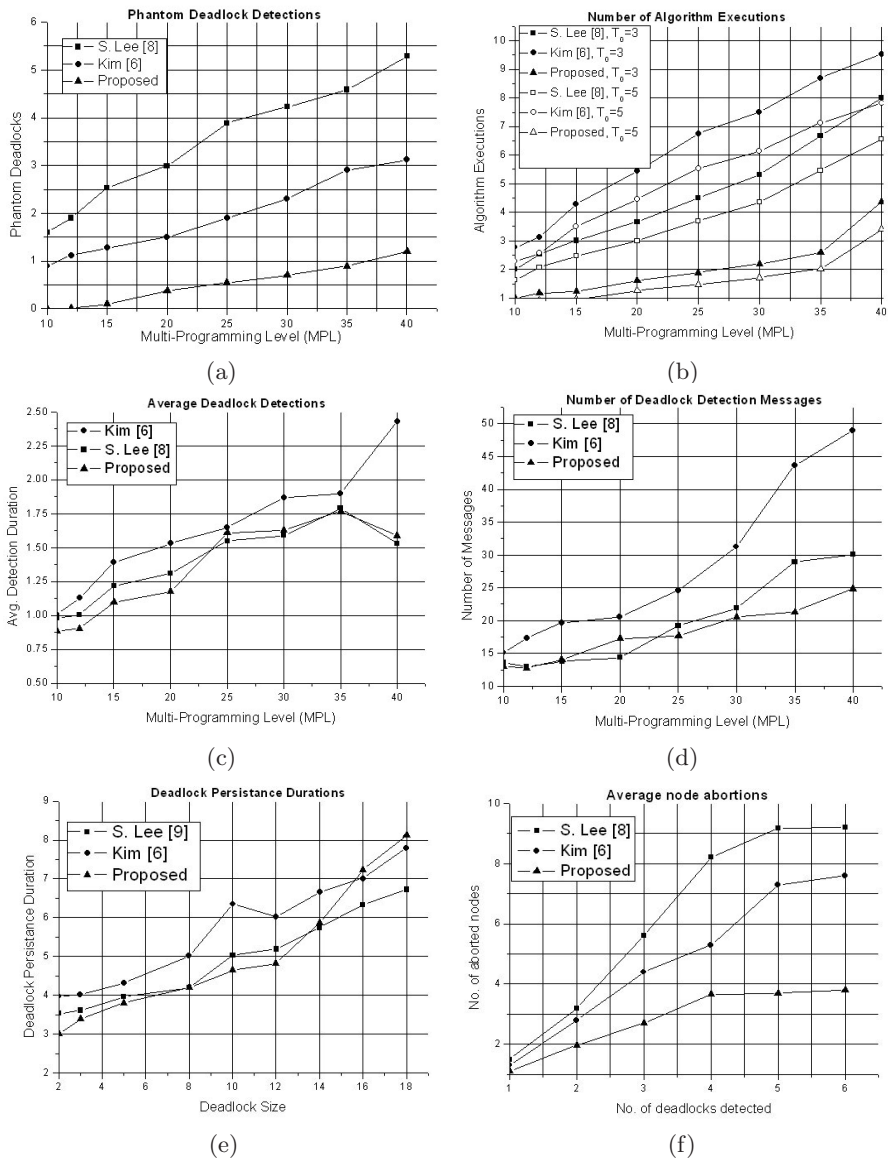 Phantom Deadlock Detections
S. Lee [8]
Kim [6]
Proposed
Phantom Deadlocks
6
5
4
3
2
1
0
10 15 20 25 30 35 40
Multi-Programming Level (MPL)
(a)
Number of Algorithm Executions
S. Lee [8], T0=3
Kim [6], T0=3
Proposed, T0=3
S. Lee [8], T0=5
Kim [6], T0=5
Proposed, T0=5
Algorithm Executions
10
9
8
7
6
5
4
3
2
1
10 15 20 25 30 35 40
Multi-Programming Level (MPL)
(b)
Average Deadlock Detections
Kim [6]
S. Lee [8]
Proposed
Avg. Detection Duration
2.50
2.25
2.00
1.75
1.50
1.25
1.00
0.75
0.50
10 15 20 25 30 35 40
Multi-Programming Level (MPL)
(c)
Number of Deadlock Detection Messages
S. Lee [8]
Kim [6]
Proposed
Number of Messages
50
45
40
35
30
25
20
15
10
10 15 20 25 30 35 40
Multi-Programming Level (MPL)
(d)
Deadlock Persistance Durations
S. Lee [9]
Kim [6]
Proposed
Deadlock Persistance Duration
9
8
7
6
5
4
3
2
2 4 6 8 10 12 14 16 18
Deadlock Size
(e)
Average node abortions
S. Lee [8]
Kim [6]
Proposed
No. of aborted nodes
10
8
6
4
2
1 2 3 4 5 6
No. of deadlocks detected
(f)